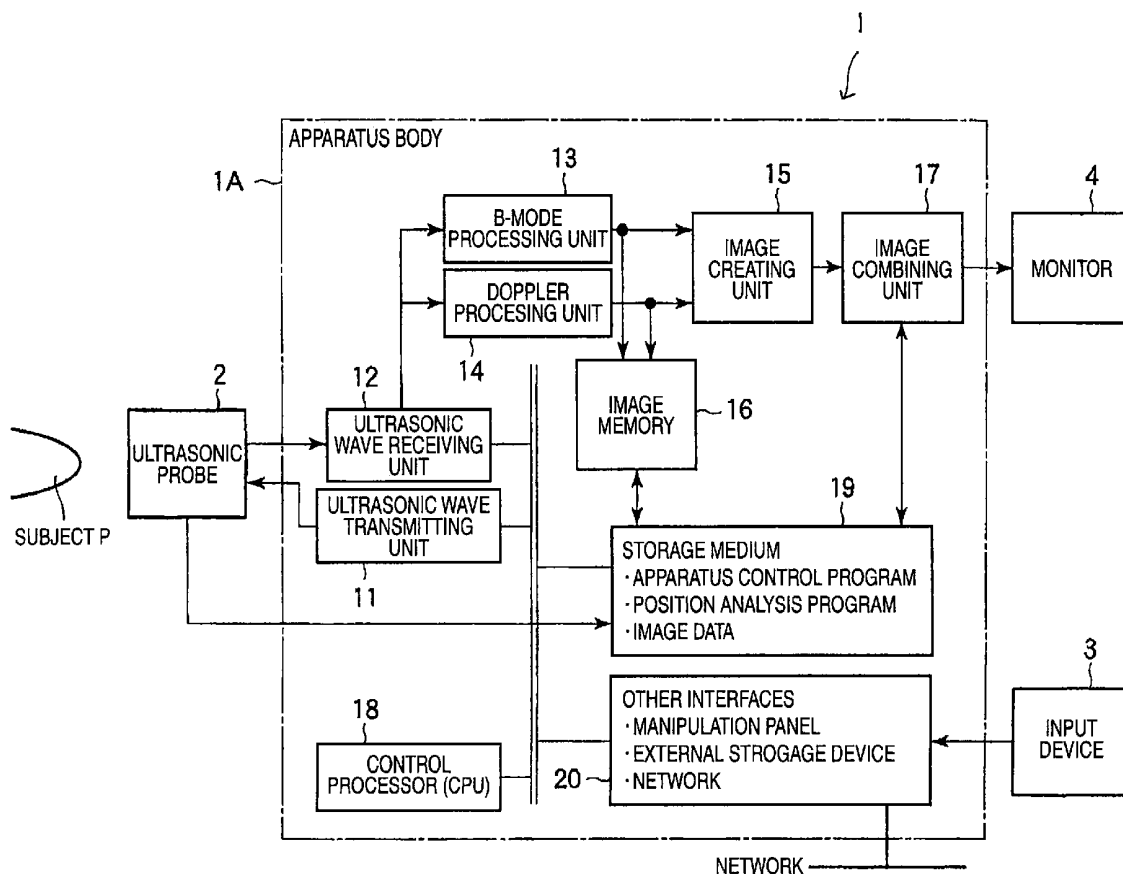 1
APPARATUS BODY
1A
13
B-MODE
PROCESSING UNIT
DOPPLER
PROCESING UNIT
14
15
IMAGE
CREATING
UNIT
17
IMAGE
COMBINING
UNIT
4
MONITOR
2
ULTRASONIC
PROBE
SUBJECT P
12
ULTRASONIC
WAVE RECEIVING
UNIT
ULTRASONIC WAVE
TRANSMITTING
UNIT
11
IMAGE
MEMORY
16
19
STORAGE MEDIUM
・APPARATUS CONTROL PROGRAM
・POSITION ANALYSIS PROGRAM
・IMAGE DATA
18
CONTROL
PROCESSOR (CPU)
OTHER INTERFACES
・MANIPULATION PANEL
・EXTERNAL STROGAGE DEVICE
・NETWORK
20
3
INPUT
DEVICE
NETWORK